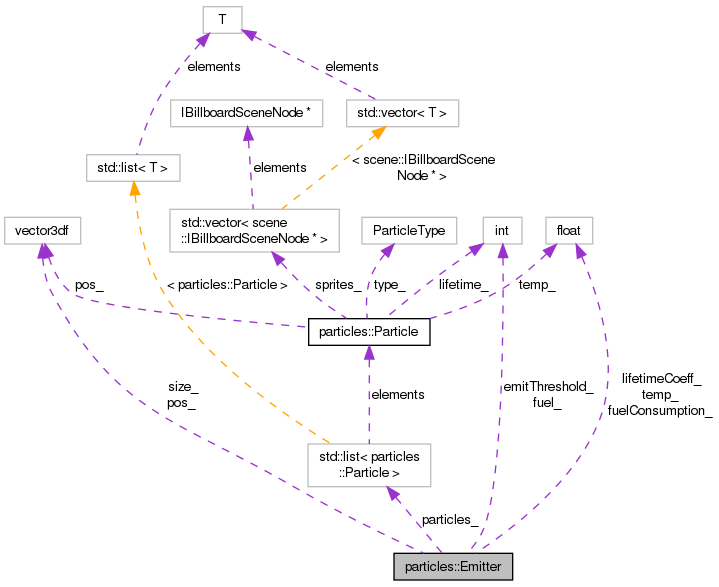 T
elements
elements
IBillboardSceneNode *
std::vector< T >
std::list< T >
elements
< scene::IBillboardScene
Node * >
vector3df
std::vector< scene
::IBillboardSceneNode * >
ParticleType
int
float
pos_
< particles::Particle >
sprites_
type_
lifetime_
temp_
particles::Particle
size_
pos_
elements
emitThreshold_
fuel_
lifetimeCoeff_
temp_
fuelConsumption_
std::list< particles
::Particle >
particles_
particles::Emitter